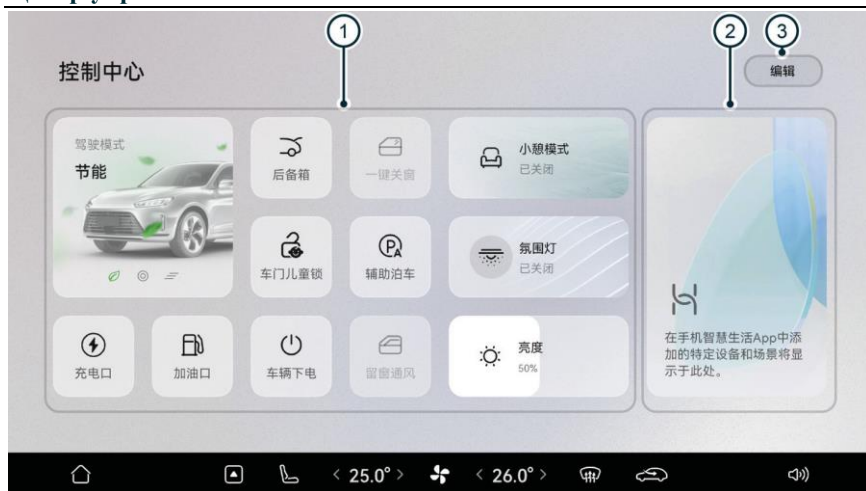 1
2
3
控制中心
编辑
驾驶模式
节能
后备箱
一键关窗
小憩模式
已关闭
车门儿童锁
辅助泊车
氛围灯
已关闭
充电口
加油口
车辆下电
留窗通风
亮度
50%
在手机智慧生活App中添
加的特定设备和场景将显
示于此处。
< 25.0° >
< 26.0° >